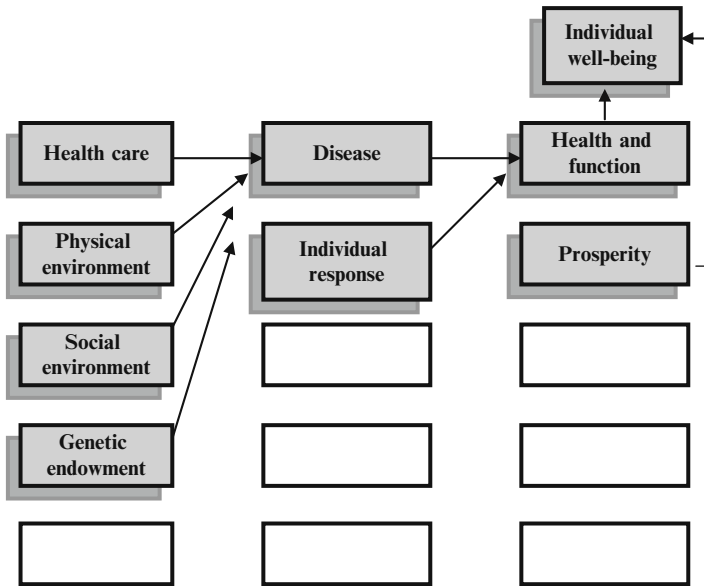 Individual
well-being
Health care
Disease
Health and
function
Physical
environment
Individual
response
Prosperity
Social
environment
Genetic
endowment